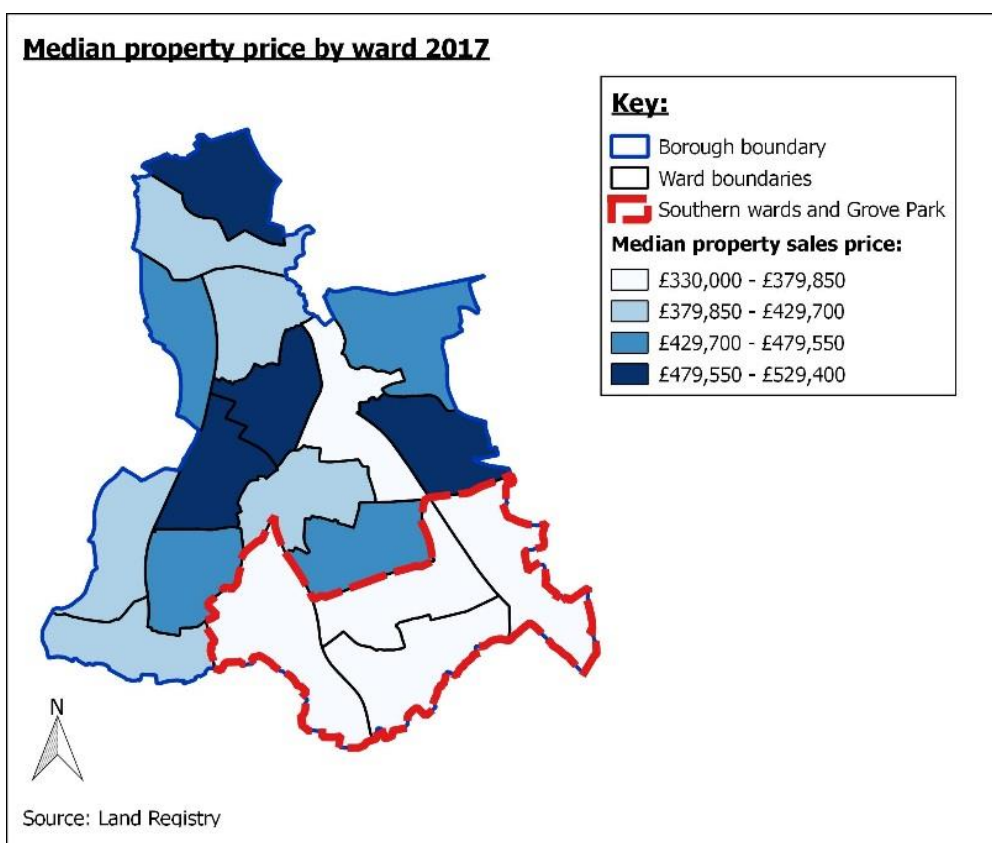 Median property price by ward 2017
Key:
Borough boundary
Ward boundaries
Southern wards and Grove Park
Median property sales price:
£330,000 - £379,850
£379,850 - £429,700
£429,700 - £479,550
£479,550 - £529,400
N
Source: Land Registry